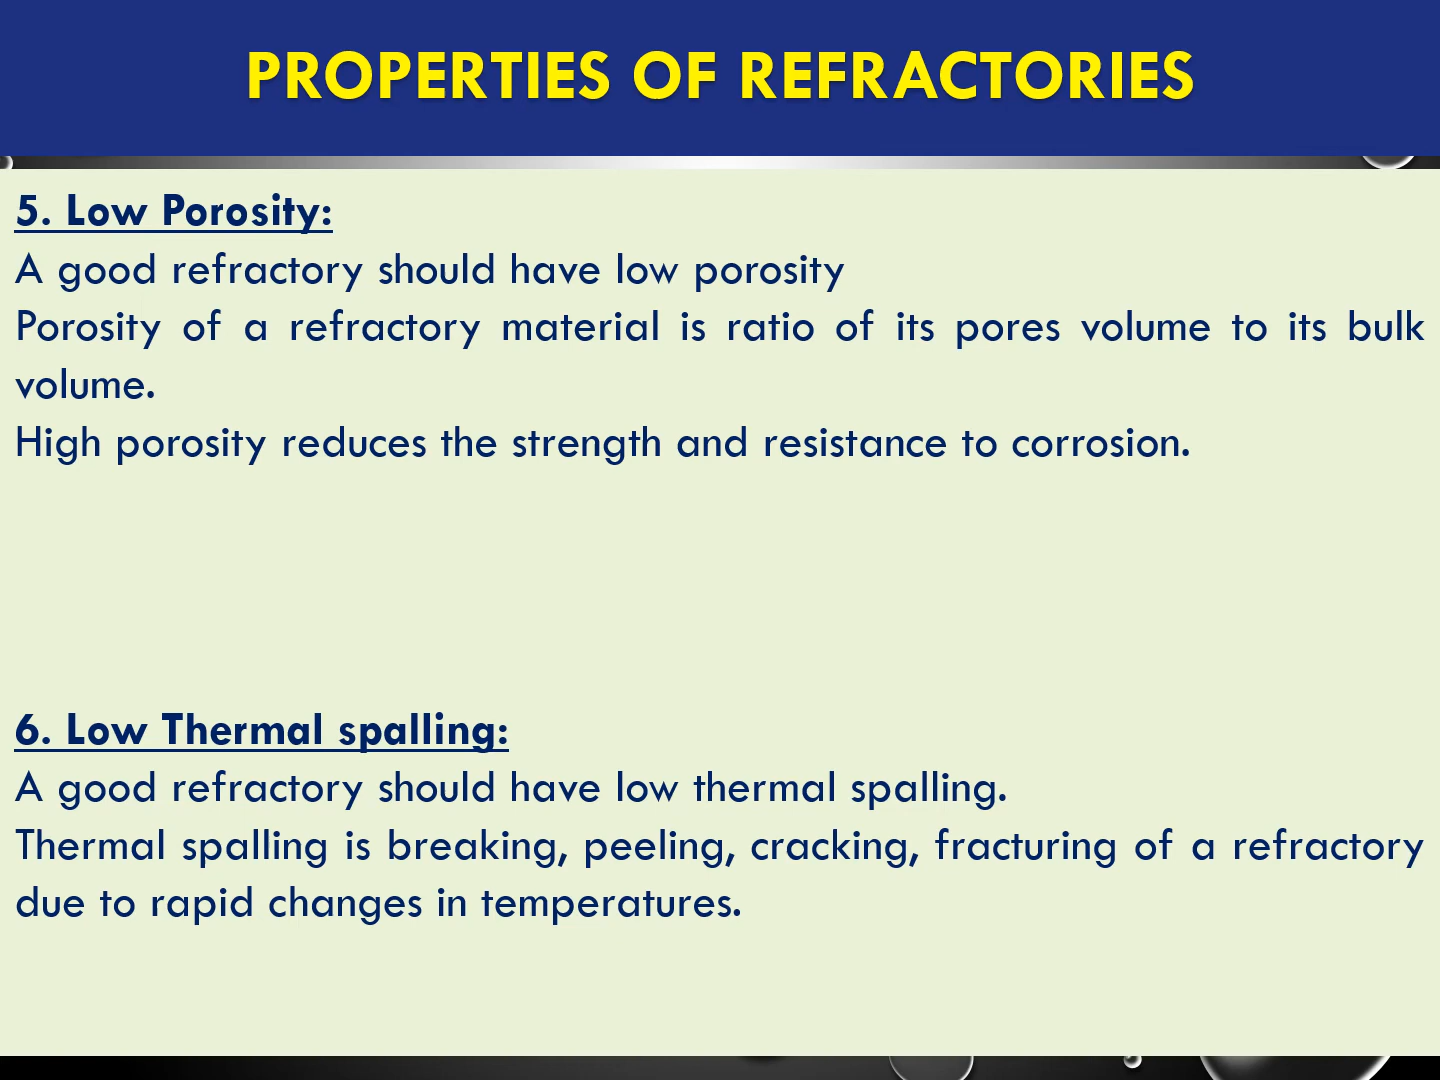 PROPERTIES OF REFRACTORIES
5. Low Porosity:
A good refractory should have low porosity
Porosity of a refractory material is ratio of its pores volume to its bulk
volume.
High porosity reduces the strength and resistance to corrosion.
6. Low Thermal spalling:
A good refractory should have low thermal spalling.
Thermal spalling is breaking, peeling, cracking, fracturing of a refractory
due to rapid changes in temperatures.